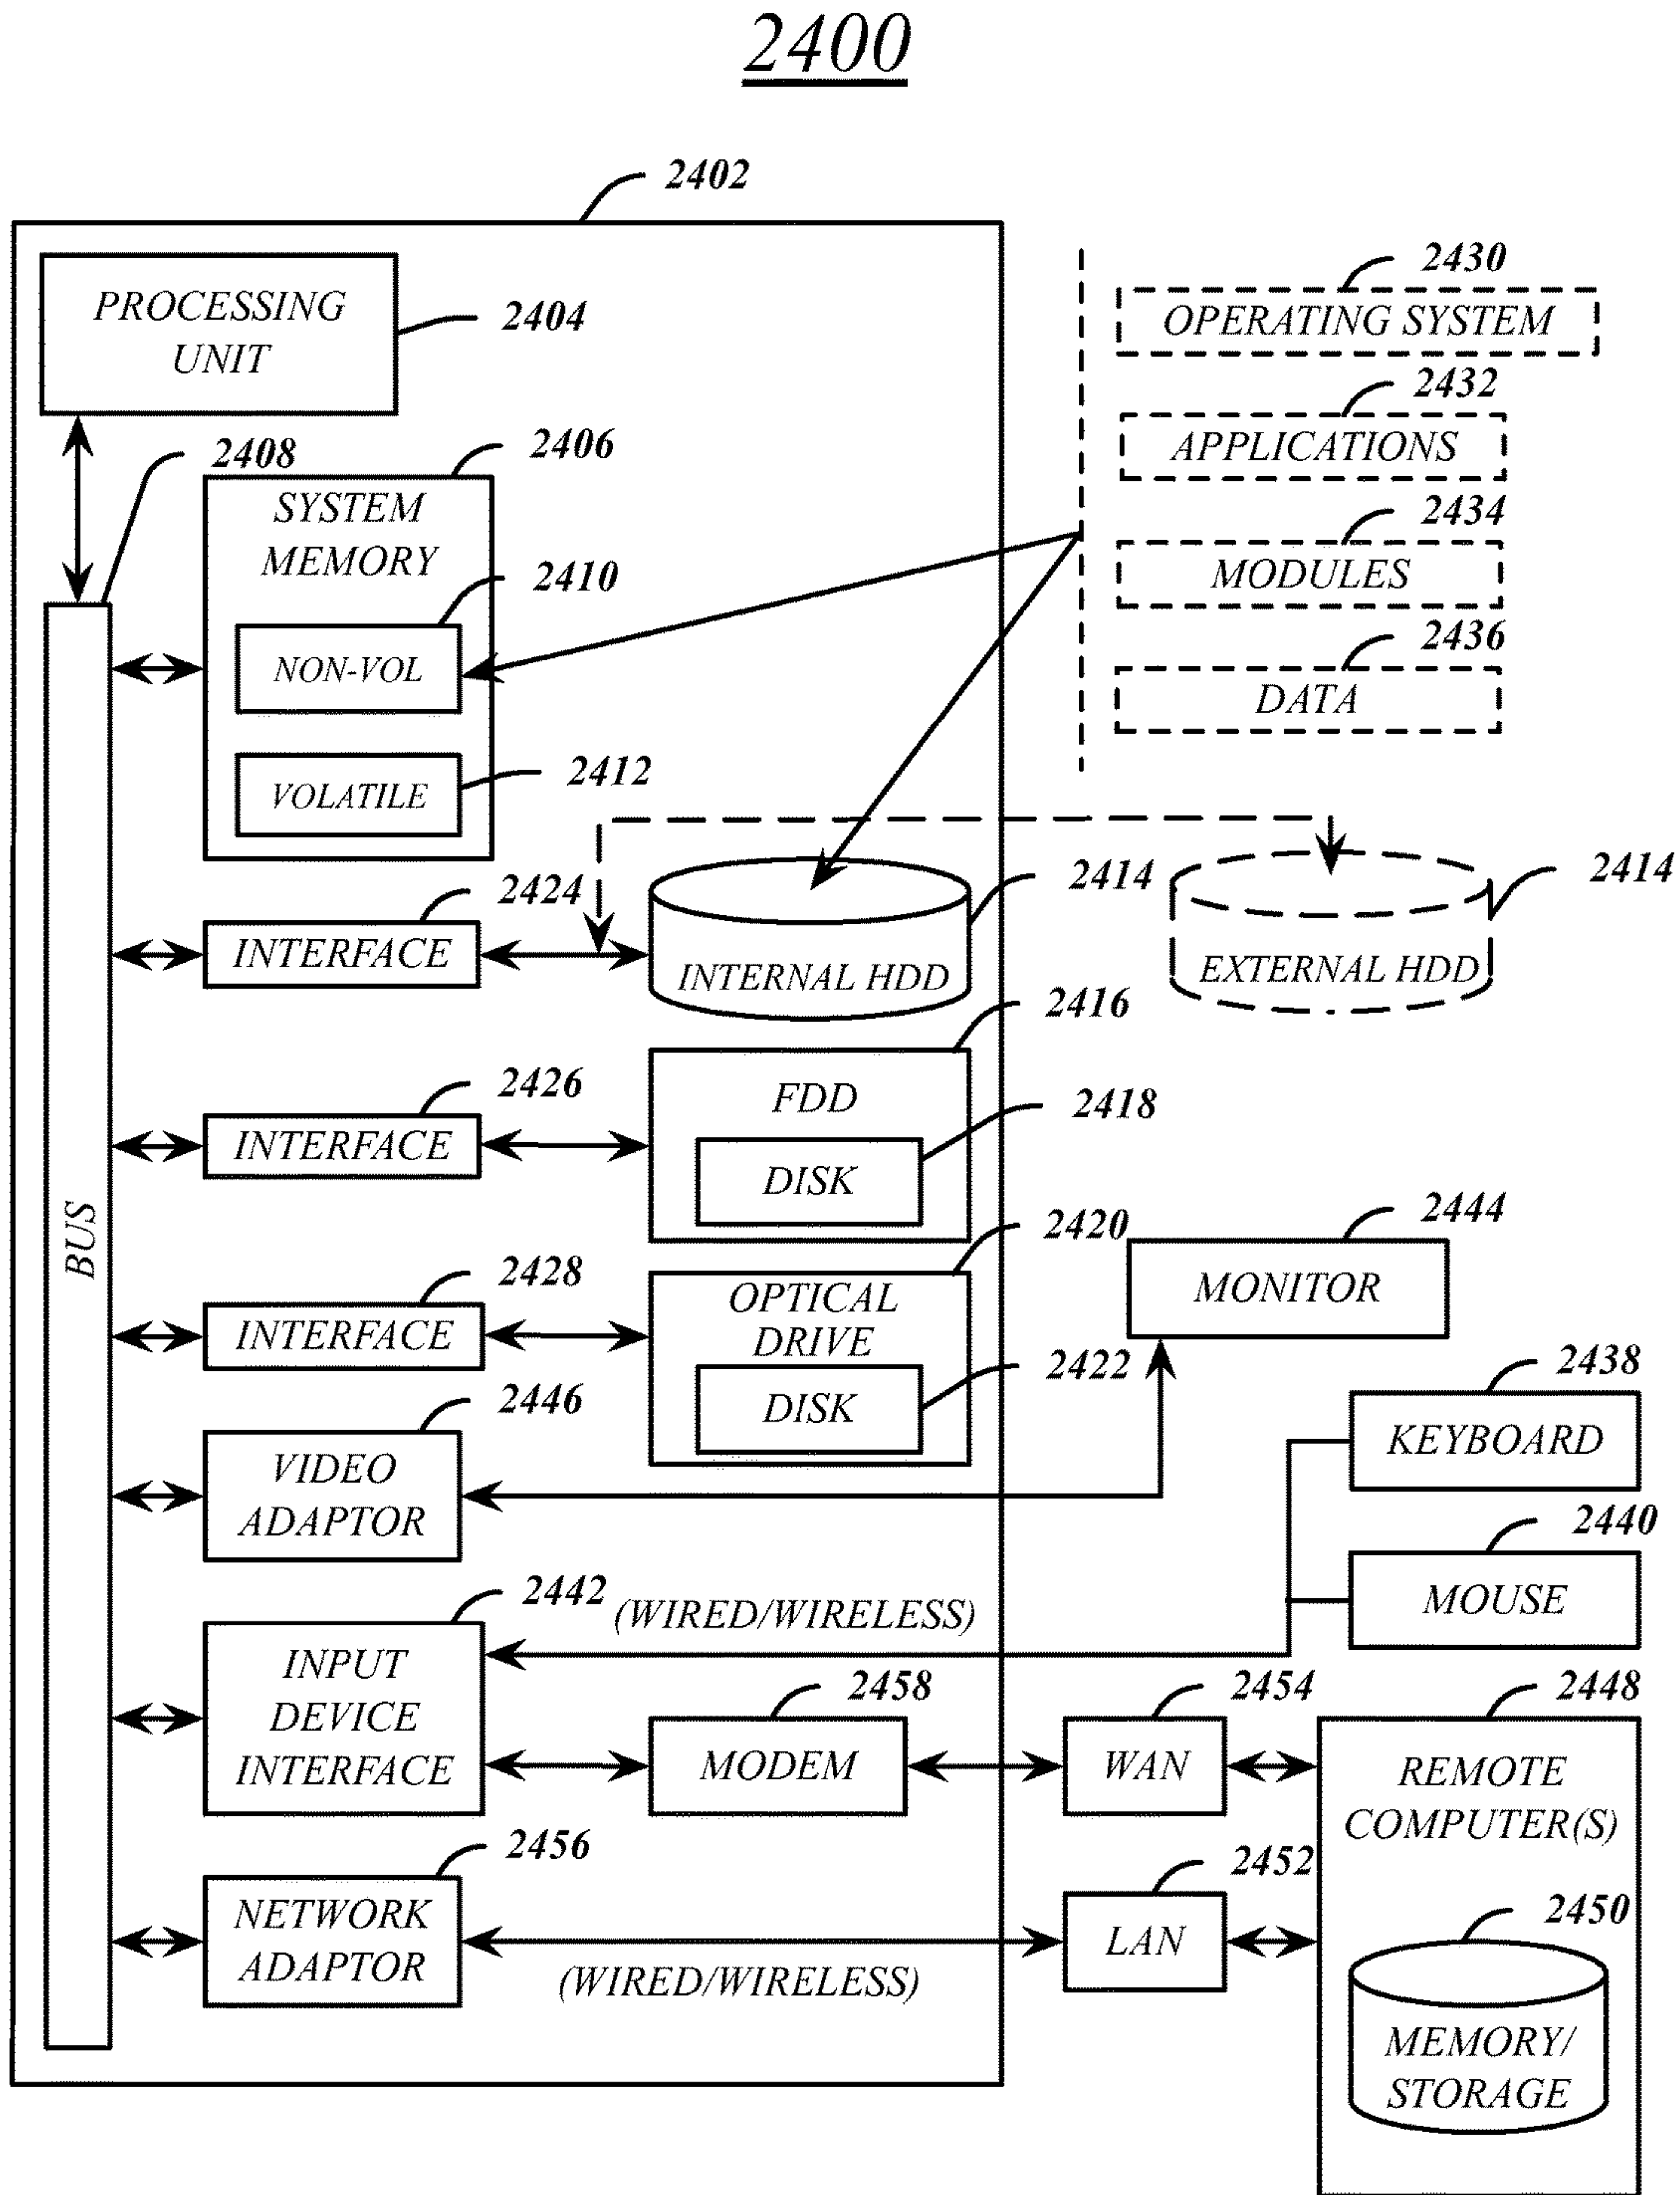 2400
2402
PROCESSING
UNIT
2404
2430
OPERATING SYSTEM
2432
APPLICATIONS
2434
MODULES
2436
DATA
2408
2406
SYSTEM
MEMORY
2410
NON-VOL
2412
VOLATILE
2424
INTERFACE
2414
INTERNAL HDD
2414
EXTERNAL HDD
2416
FDD
2426
INTERFACE
2418
DISK
BUS
2420
OPTICAL
DRIVE
2428
INTERFACE
2422
DISK
2444
MONITOR
2446
VIDEO
ADAPTOR
2438
KEYBOARD
2440
MOUSE
2442
(WIRED/WIRELESS)
INPUT
DEVICE
INTERFACE
2458
MODEM
2454
WAN
2448
REMOTE
COMPUTER(S)
2456
NETWORK
ADAPTOR
(WIRED/WIRELESS)
2452
LAN
2450
MEMORY/
STORAGE